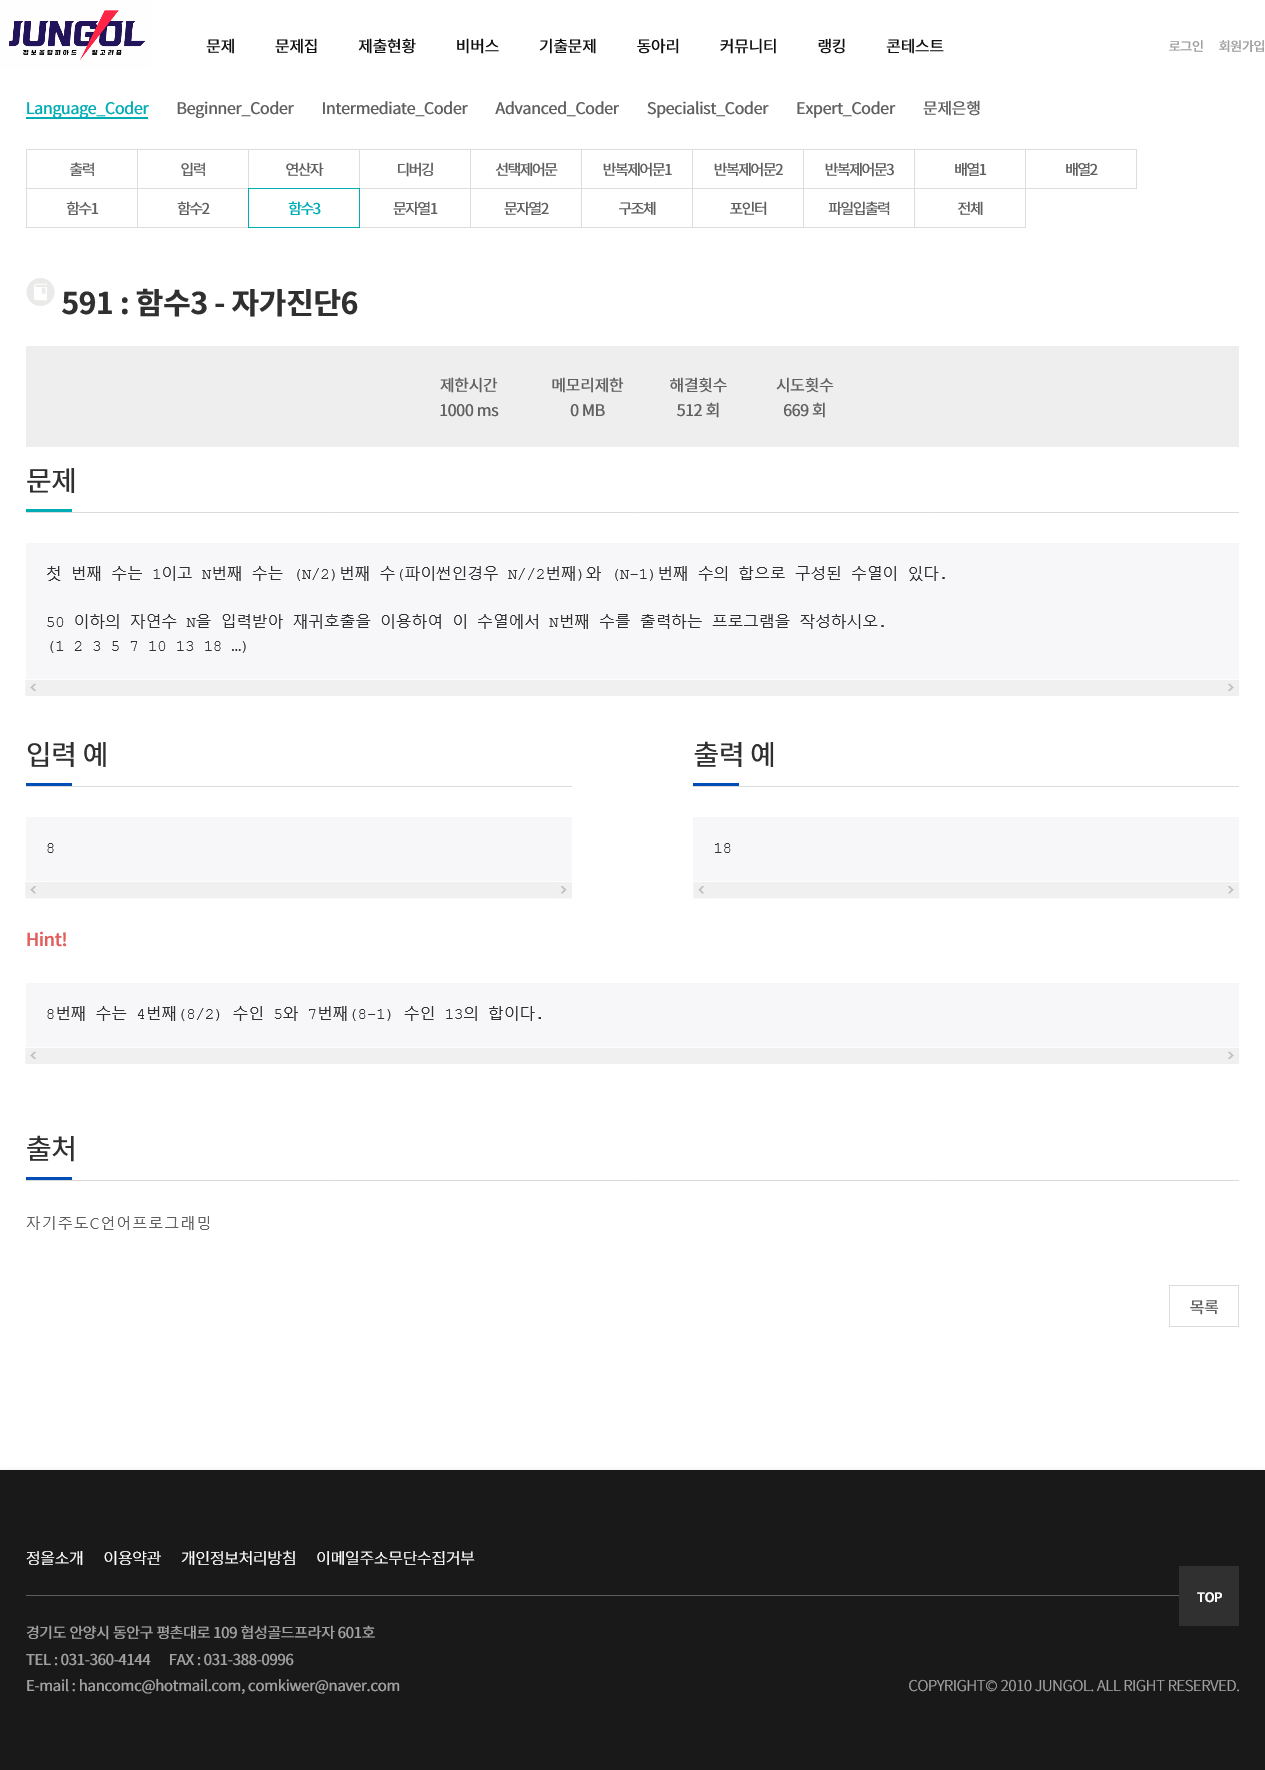 JUNGOL
정보올림피아드 알고리즘
문제 문제집 제출현황 비버스 기출문제 동아리 커뮤니티 랭킹 콘테스트 로그인 회원가입
Language_Coder Beginner_Coder Intermediate_Coder Advanced_Coder Specialist_Coder Expert_Coder 문제은행
출력 입력 연산자 디버깅 선택제어문 반복제어문1 반복제어문2 반복제어문3 배열1 배열2
함수1 함수2 함수3 문자열1 문자열2 구조체 포인터 파일입출력 전체
591 : 함수3 - 자가진단6
제한시간 메모리제한 해결횟수 시도횟수
1000 ms 0 MB 512 회 669 회
문제
첫 번째 수는 1이고 N번째 수는 (N/2)번째 수(파이썬인경우 N//2번째)와 (N-1)번째 수의 합으로 구성된 수열이 있다.
50 이하의 자연수 N을 입력받아 재귀호출을 이용하여 이 수열에서 N번째 수를 출력하는 프로그램을 작성하시오.
(1 2 3 5 7 10 13 18 …)
입력 예 출력 예
8 18
Hint!
8번째 수는 4번째(8/2) 수인 5와 7번째(8-1) 수인 13의 합이다.
출처
자기주도C언어프로그래밍
목록
정올소개 이용약관 개인정보처리방침 이메일주소무단수집거부
TOP
경기도 안양시 동안구 평촌대로 109 협성골드프라자 601호
TEL : 031-360-4144 FAX : 031-388-0996
E-mail : hancomc@hotmail.com, comkiwer@naver.com COPYRIGHT© 2010 JUNGOL. ALL RIGHT RESERVED.